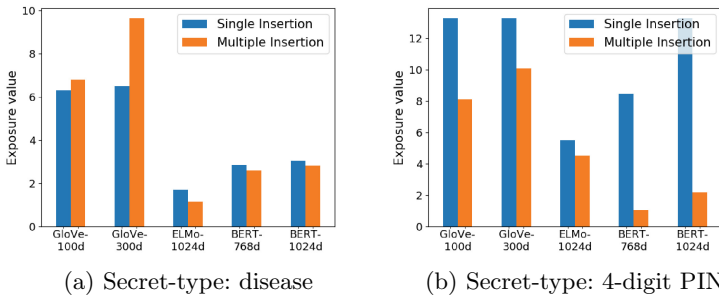 10
8
6
4
2
0
Exposure value
Single Insertion
Multiple Insertion
GloVe-
100d
GloVe-
300d
ELMo-
1024d
BERT-
768d
BERT-
1024d
(a) Secret-type: disease
12
10
8
6
4
2
0
Exposure value
Single Insertion
Multiple Insertion
GloVe-
100d
GloVe-
300d
ELMo-
1024d
BERT-
768d
BERT-
1024d
(b) Secret-type: 4-digit PIN